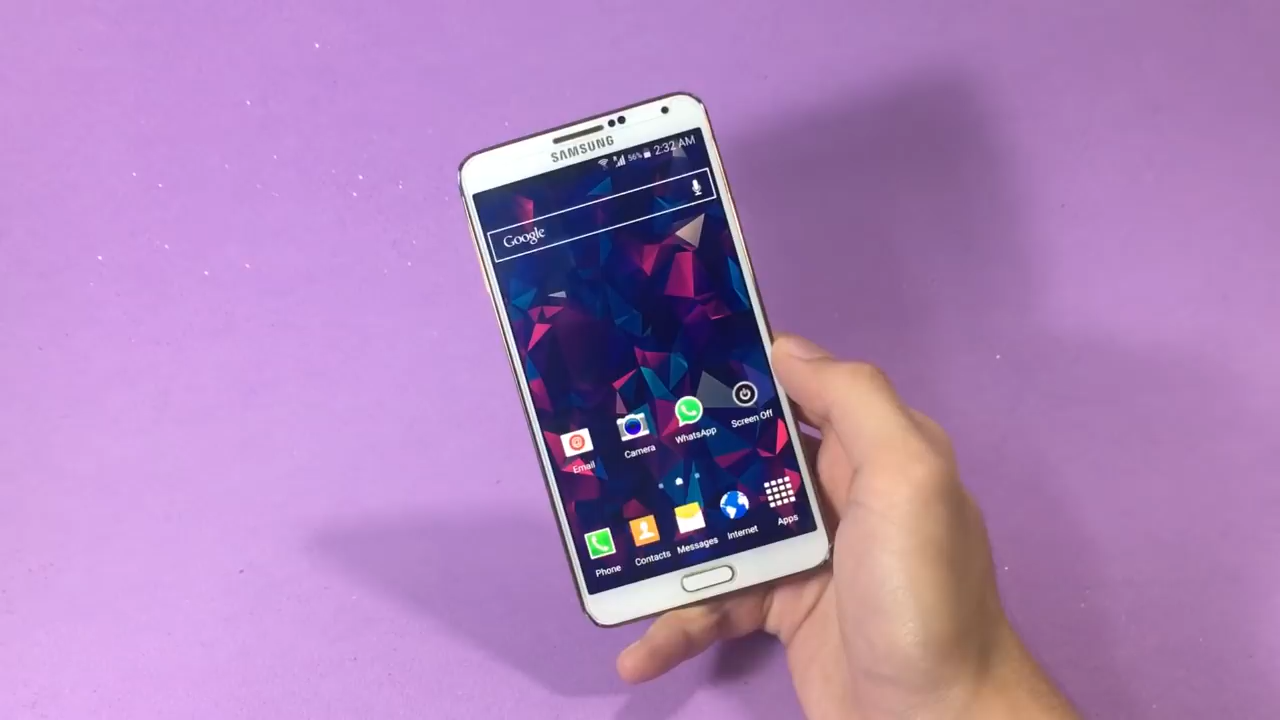 SAMSUNG
56% 2:32 AM
Google
Email Camera WhatsApp Screen Off
Phone Contacts Messages Internet Apps